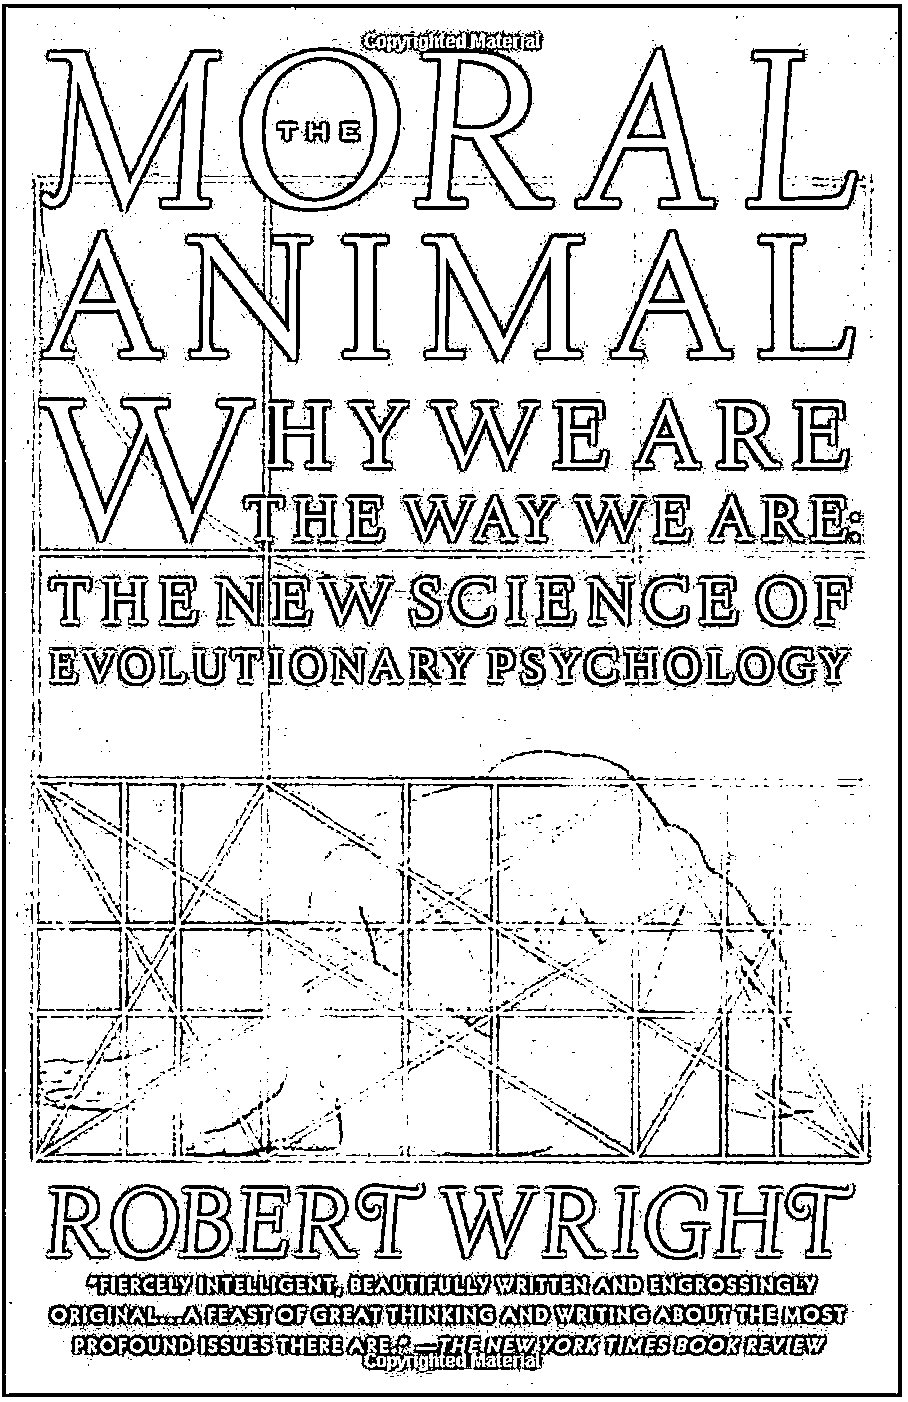 Copyrighted Material
THE
MORAL
ANIMAL
WHY WE ARE
THE WAY WE ARE:
THE NEW SCIENCE OF
EVOLUTIONARY PSYCHOLOGY
ROBERT WRIGHT
"FIERCELY INTELLIGENT, BEAUTIFULLY WRITTEN AND ENGROSSINGLY
ORIGINAL...A FEAST OF GREAT THINKING AND WRITING ABOUT THE MOST
PROFOUND ISSUES THERE ARE." —THE NEW YORK TIMES BOOK REVIEW
Copyrighted Material